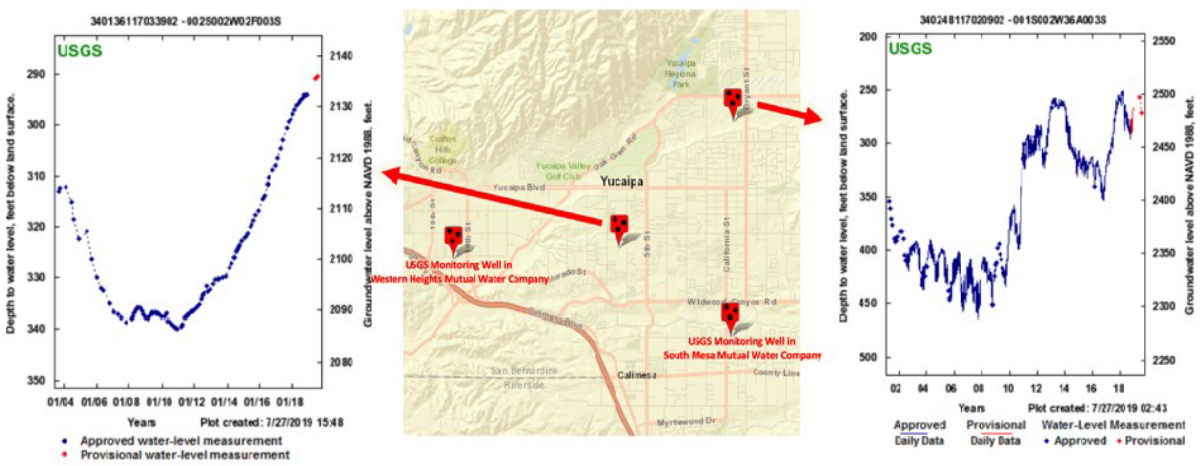 340136117033902 - 002S002W02F003S
USGS
Depth to water level, feet below land surface.
290
300
310
320
330
340
350
2140
2130
2120
2110
2100
2090
2080
Groundwater level above NAVD 1988, feet.
01/04 01/06 01/08 01/10 01/12 01/14 01/16 01/18
Years Plot created: 7/27/2019 15:48
Approved water-level measurement
Provisional water-level measurement
Yucaipa
Regional
Park
Bryant St
Crafton
Hills
College
Yucaipa Valley
Golf Club
Oak Glen Rd
Yucaipa Blvd
Yucaipa
5th St
California St
USGS Monitoring Well in
Western Heights Mutual Water Company
Wildwood Canyon Rd
USGS Monitoring Well in
South Mesa Mutual Water Company
San Bernardino
Riverside
Calimesa
County Line
Myrtlewood Dr
340248117020902 - 001S002W36A003S
USGS
Depth to water level, feet below land surface.
200
250
300
350
400
450
500
2550
2500
2450
2400
2350
2300
2250
Groundwater level above NAVD 1988, feet.
02 04 06 08 10 12 14 16 18
Years Plot created: 7/27/2019 02:43
Approved Provisional Water-Level Measurement
Daily Data Daily Data Approved Provisional